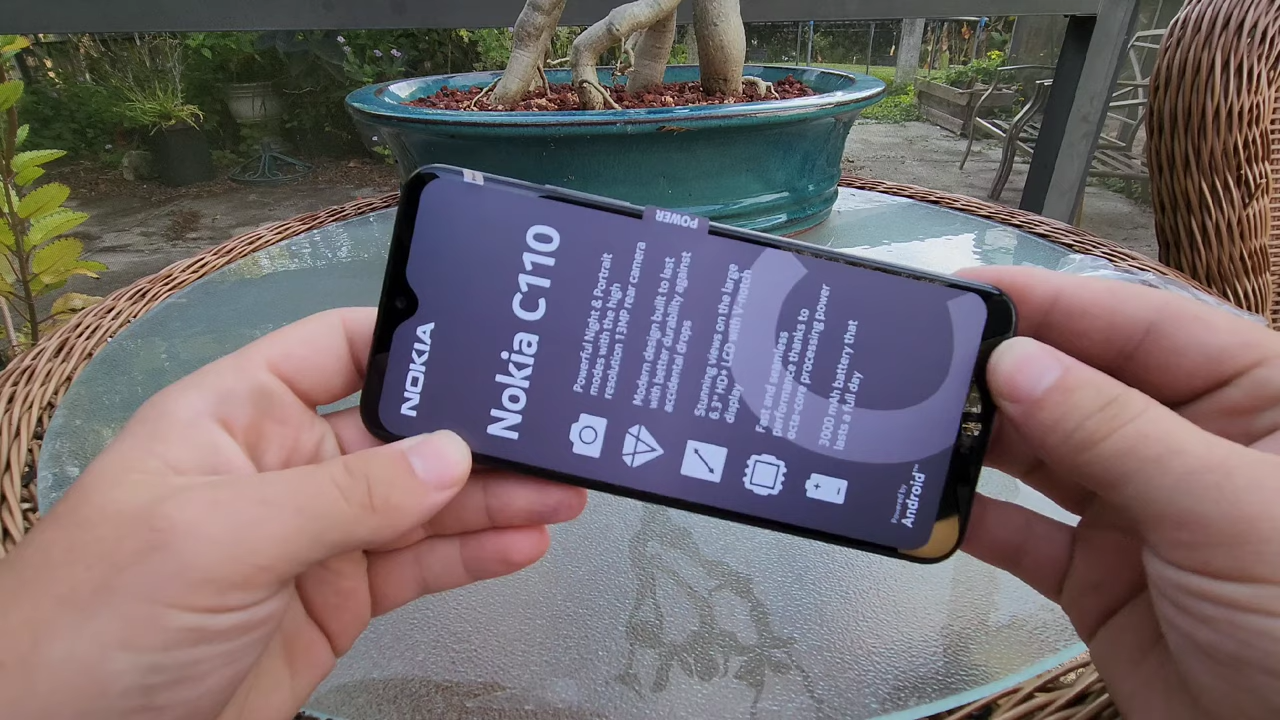 POWER
NOKIA
Nokia C110
Powerful Night & Portrait
modes with the high
resolution 13MP rear camera
Modern design built to last
with better durability against
accidental drops
Stunning views on the large
6.3" HD+ LCD with V-notch
display
Fast and seamless
performance thanks to
octa-core processing power
3000 mAh battery that
lasts a full day
Powered by
Android™